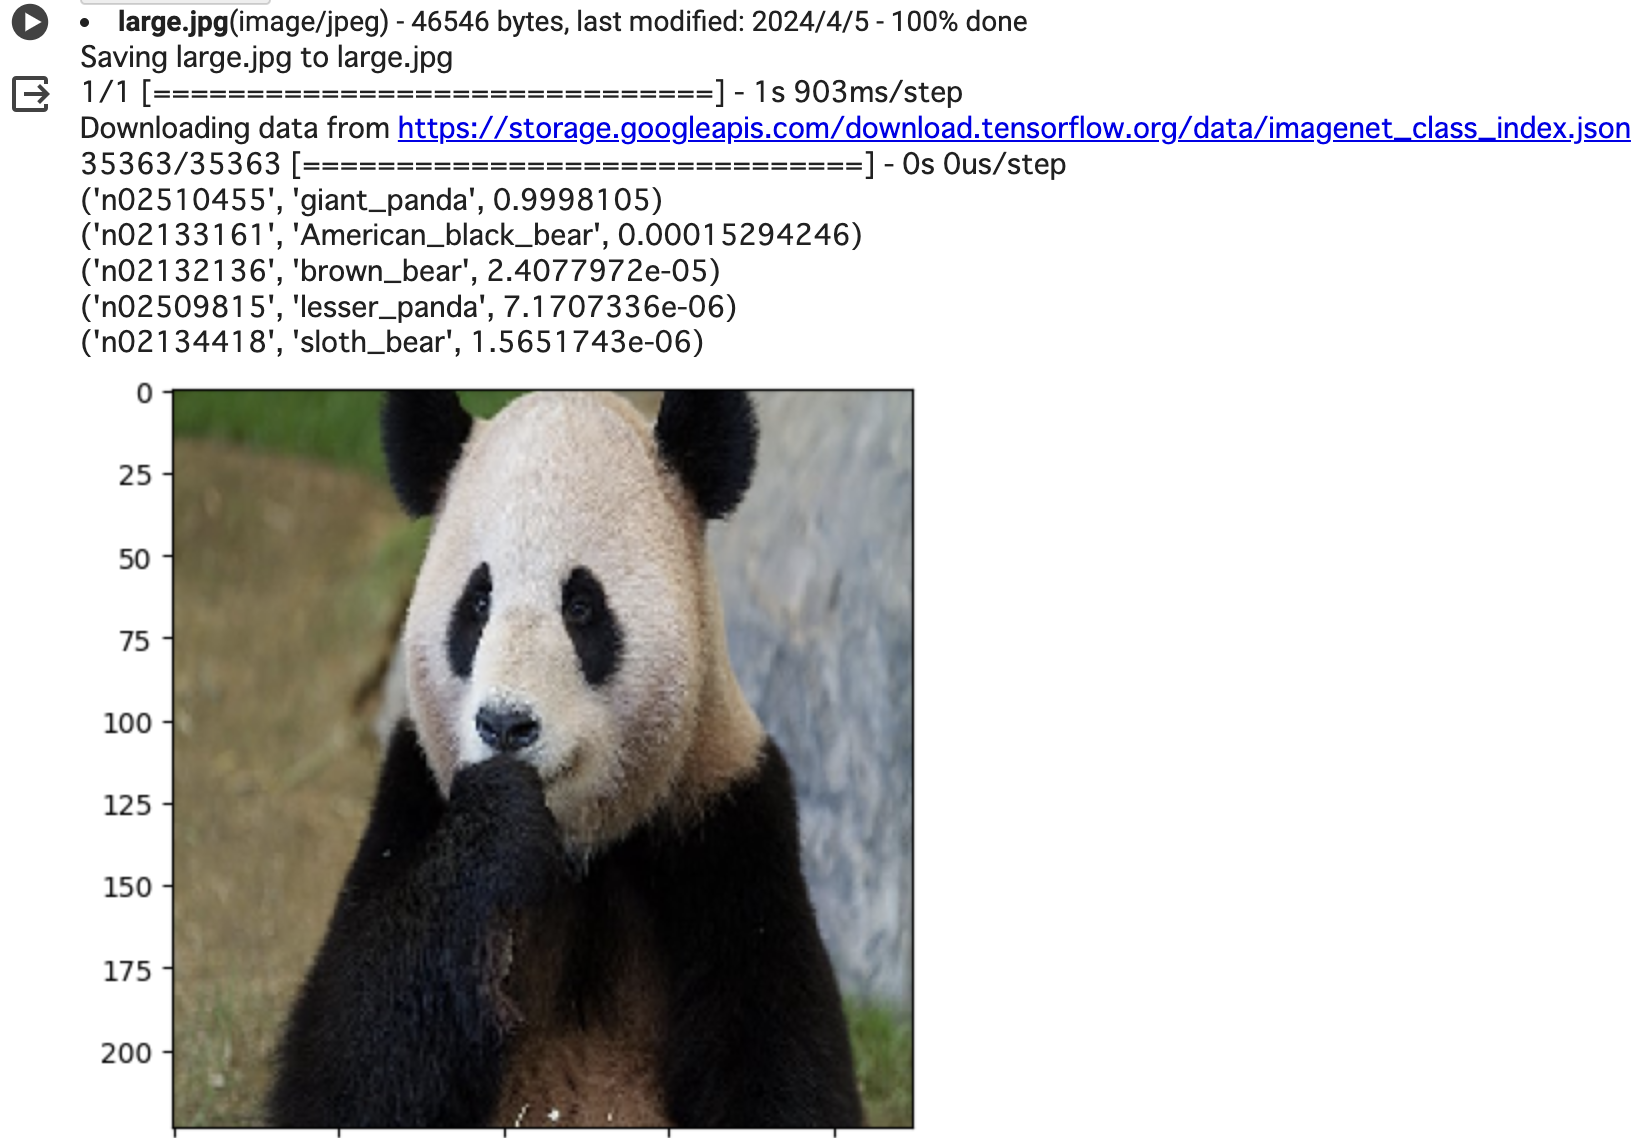 • large.jpg(image/jpeg) - 46546 bytes, last modified: 2024/4/5 - 100% done
Saving large.jpg to large.jpg
1/1 [==============================] - 1s 903ms/step
Downloading data from https://storage.googleapis.com/download.tensorflow.org/data/imagenet_class_index.json
35363/35363 [==============================] - 0s 0us/step
('n02510455', 'giant_panda', 0.9998105)
('n02133161', 'American_black_bear', 0.00015294246)
('n02132136', 'brown_bear', 2.4077972e-05)
('n02509815', 'lesser_panda', 7.1707336e-06)
('n02134418', 'sloth_bear', 1.5651743e-06)
0
25
50
75
100
125
150
175
200